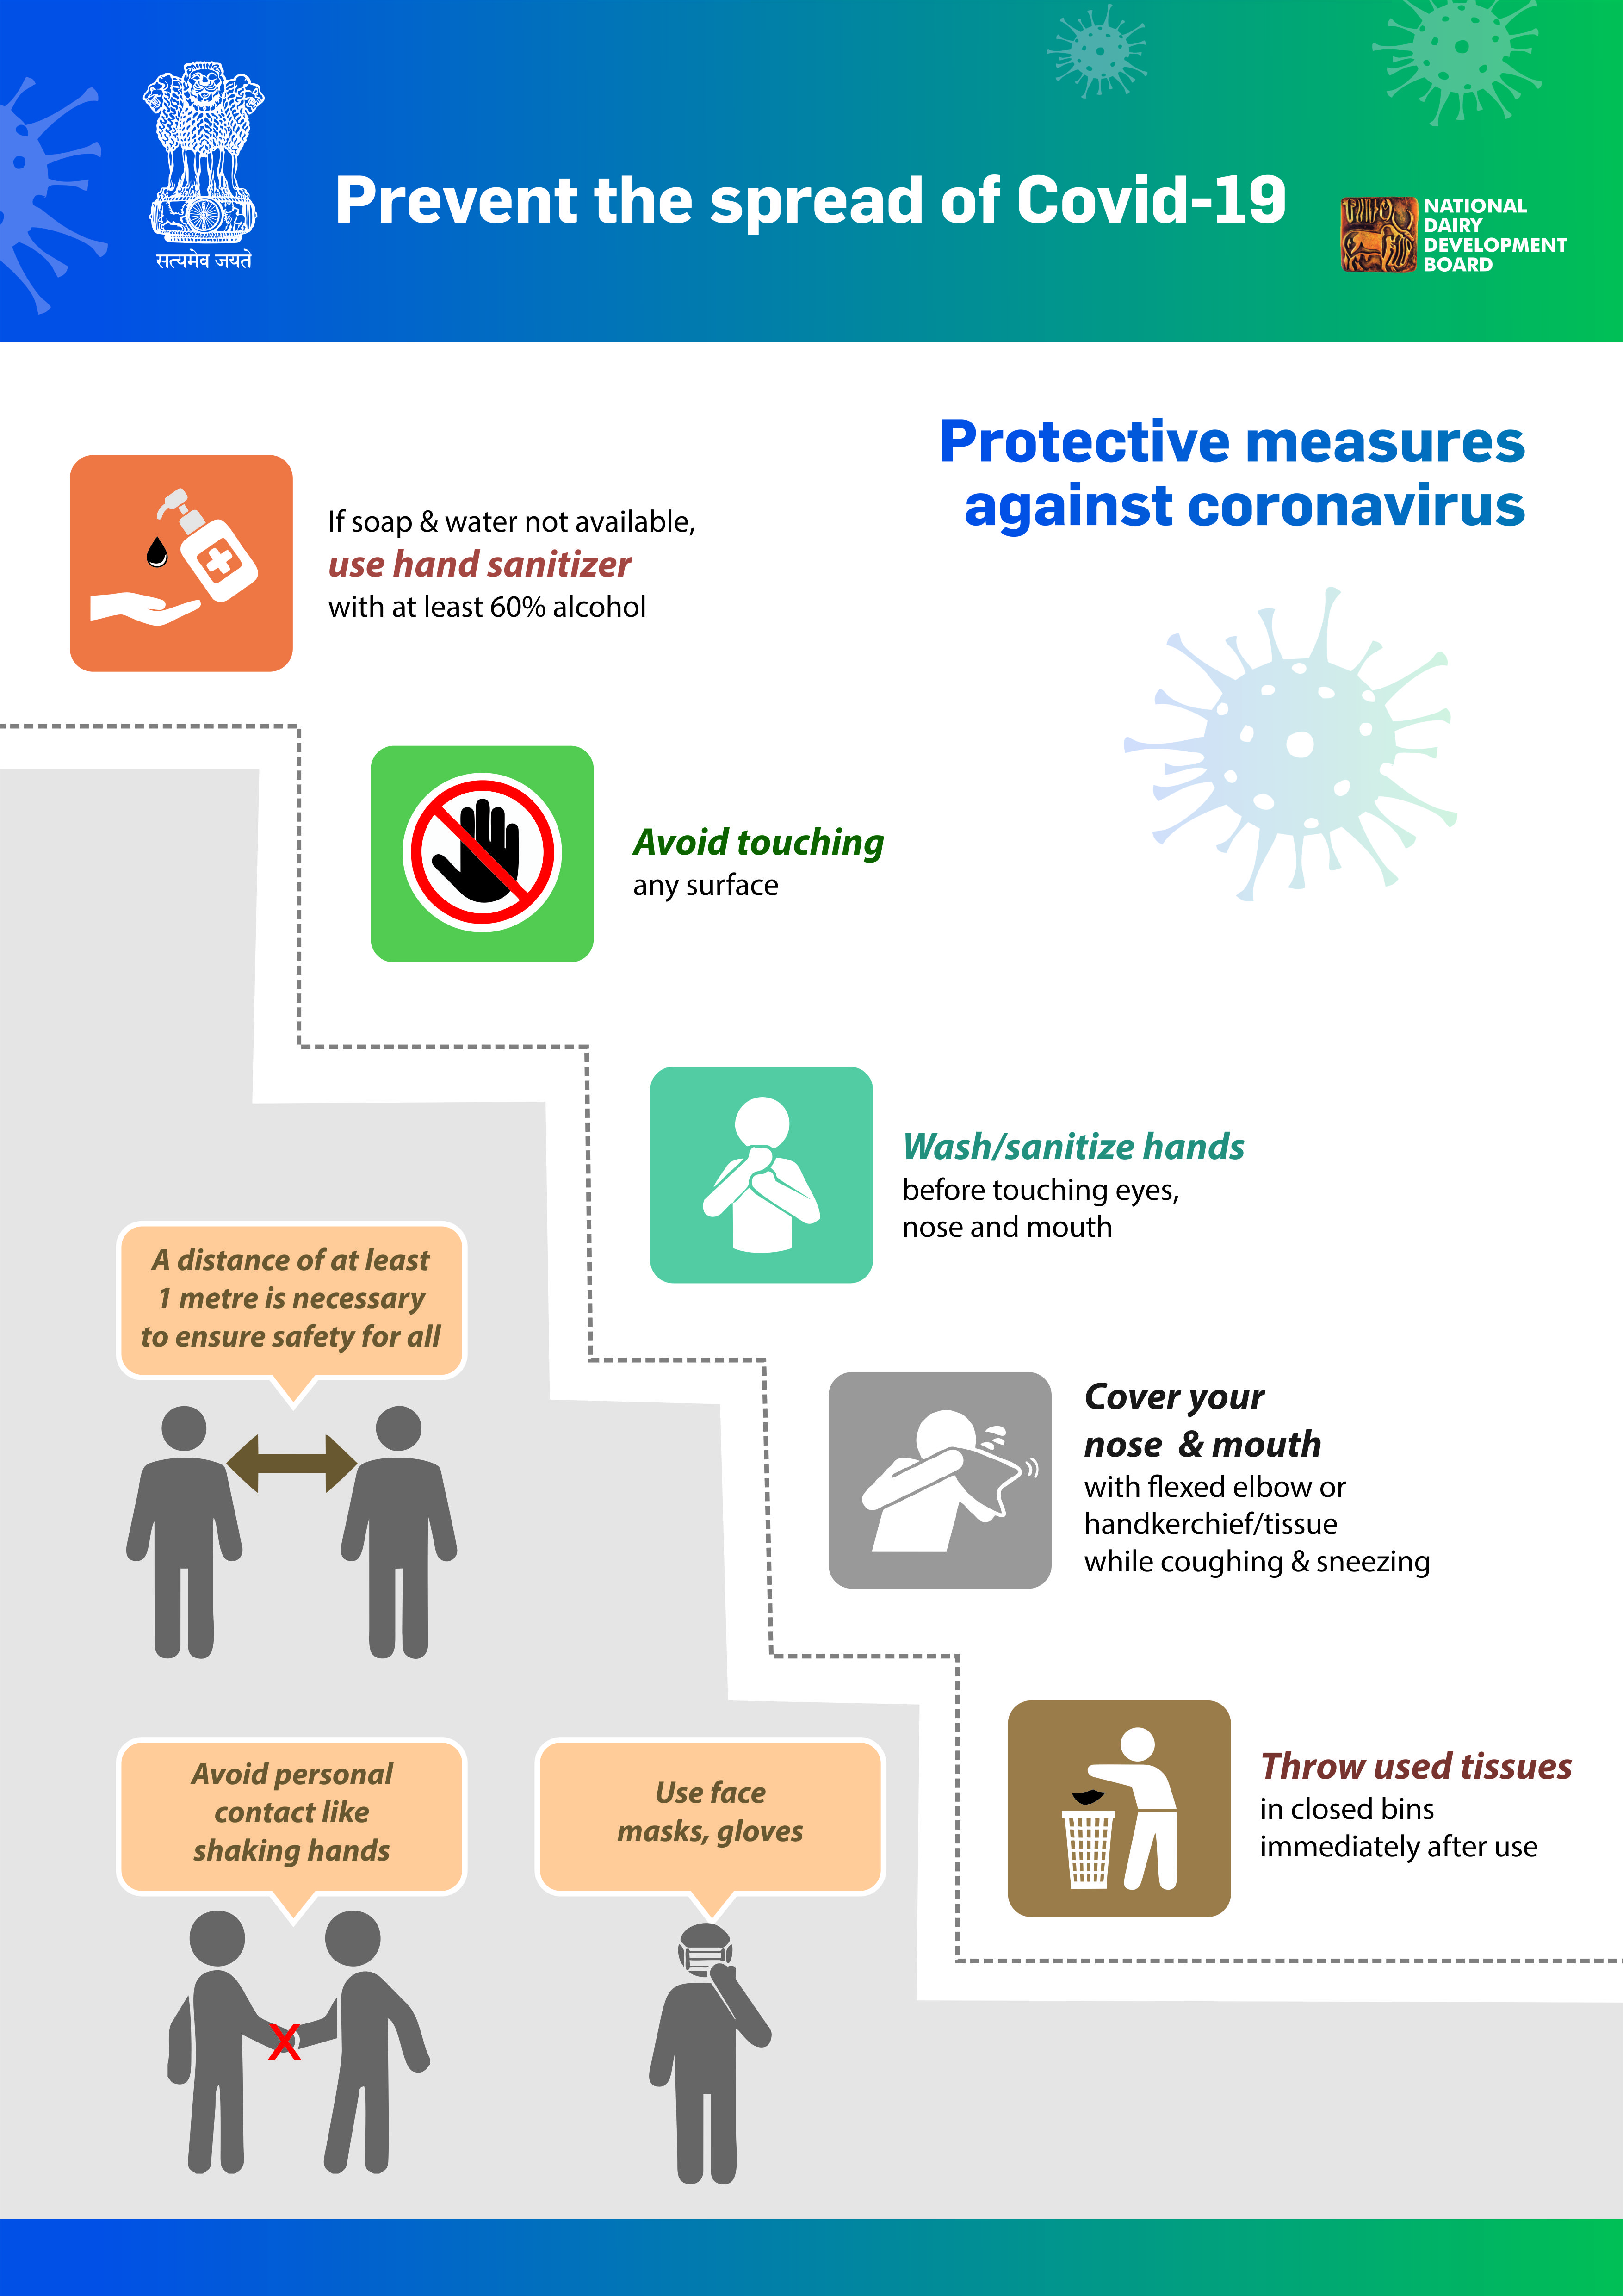 सत्यमेव जयते
Prevent the spread of Covid-19
NATIONAL
DAIRY
DEVELOPMENT
BOARD
Protective measures
against coronavirus
If soap & water not available,
use hand sanitizer
with at least 60% alcohol
Avoid touching
any surface
Wash/sanitize hands
before touching eyes,
nose and mouth
A distance of at least
1 metre is necessary
to ensure safety for all
Cover your
nose & mouth
with flexed elbow or
handkerchief/tissue
while coughing & sneezing
Throw used tissues
in closed bins
immediately after use
Avoid personal
contact like
shaking hands
X
Use face
masks, gloves